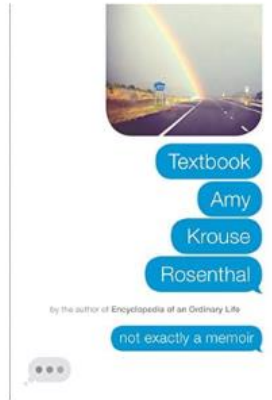 Textbook
Amy
Krouse
Rosenthal
by the author of Encyclopedia of an Ordinary Life
not exactly a memoir